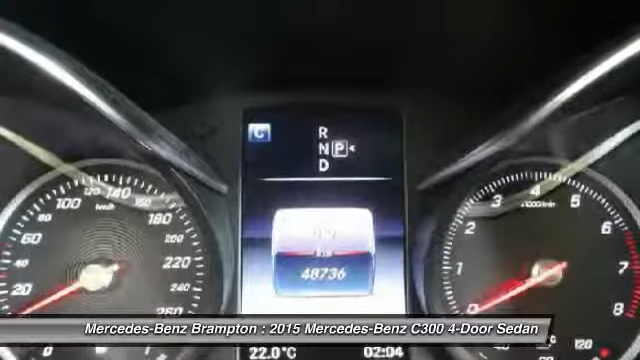 C
R
N P
D
km
48736
22.0°C 02:04
0 20 40 60 80 100 120 140 160 180 200 220 240 260
km/h
0 1 2 3 4 5 6 7 8
x1000/min
120
Mercedes-Benz Brampton : 2015 Mercedes-Benz C300 4-Door Sedan